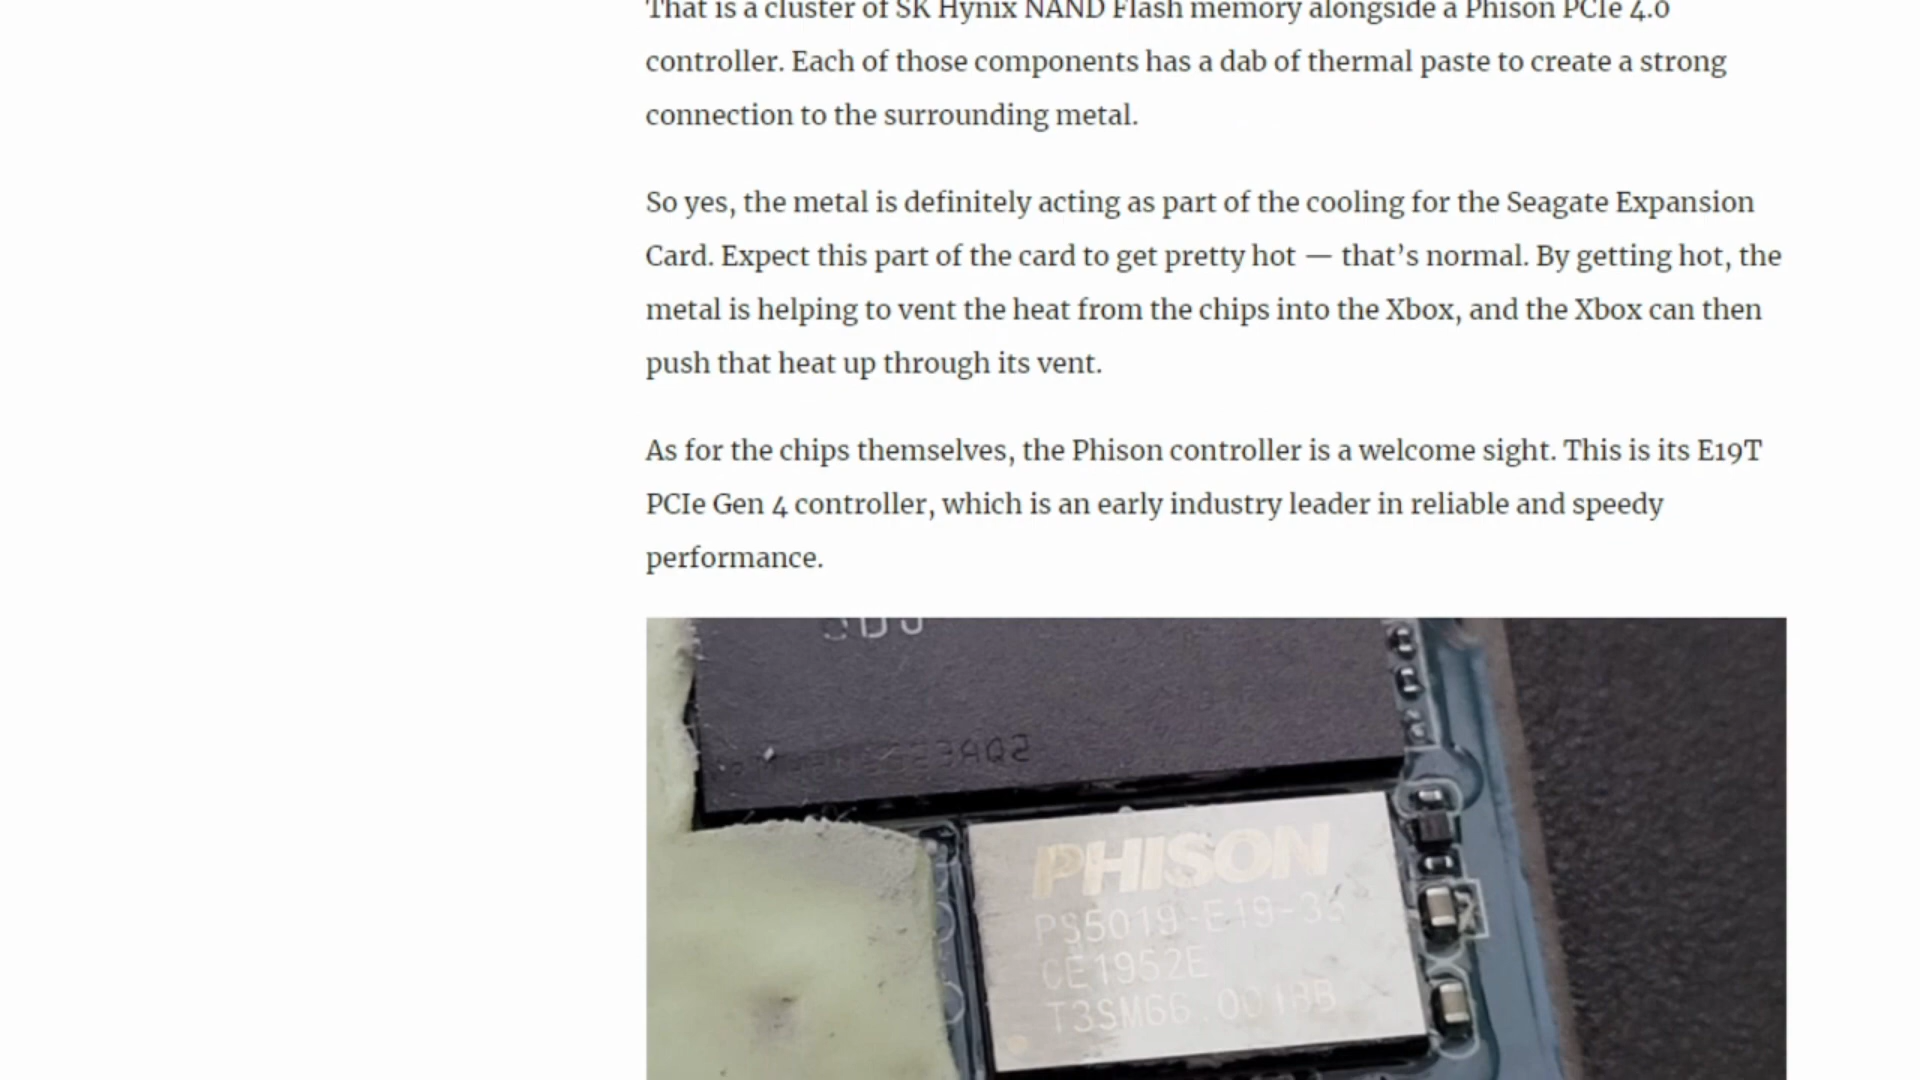 That is a cluster of SK Hynix NAND Flash memory alongside a Phison PCIe 4.0
controller. Each of those components has a dab of thermal paste to create a strong
connection to the surrounding metal.
So yes, the metal is definitely acting as part of the cooling for the Seagate Expansion
Card. Expect this part of the card to get pretty hot — that’s normal. By getting hot, the
metal is helping to vent the heat from the chips into the Xbox, and the Xbox can then
push that heat up through its vent.
As for the chips themselves, the Phison controller is a welcome sight. This is its E19T
PCIe Gen 4 controller, which is an early industry leader in reliable and speedy
performance.
PHISON
CE1952E